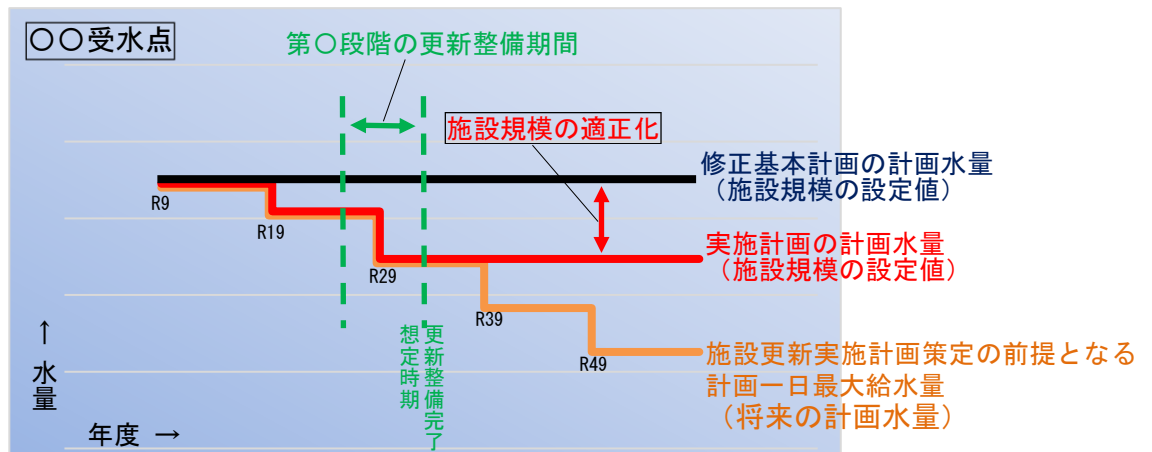 〇〇受水点
第〇段階の更新整備期間
施設規模の適正化
修正基本計画の計画水量
（施設規模の設定値）
R9
R19
実施計画の計画水量
（施設規模の設定値）
R29
R39
R49
施設更新実施計画策定の前提となる
計画一日最大給水量
（将来の計画水量）
更新整備完了
想定時期
↑
水量
年度 →